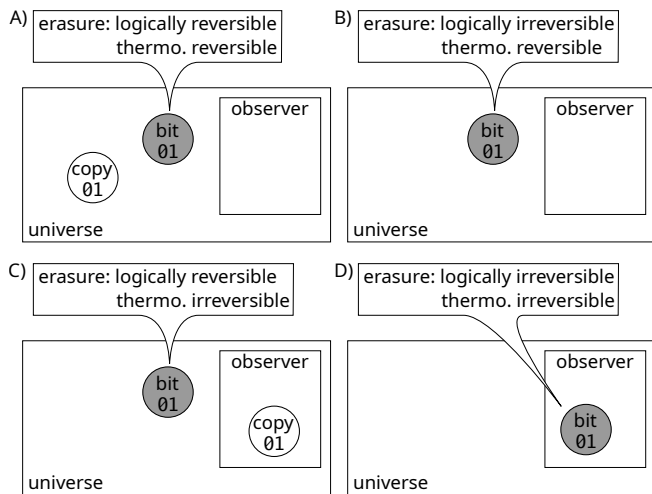 A)
erasure: logically reversible
thermo. reversible
observer
bit
01
copy
01
universe
B)
erasure: logically irreversible
thermo. reversible
observer
bit
01
universe
C)
erasure: logically reversible
thermo. irreversible
observer
bit
01
copy
01
universe
D)
erasure: logically irreversible
thermo. irreversible
observer
bit
01
universe